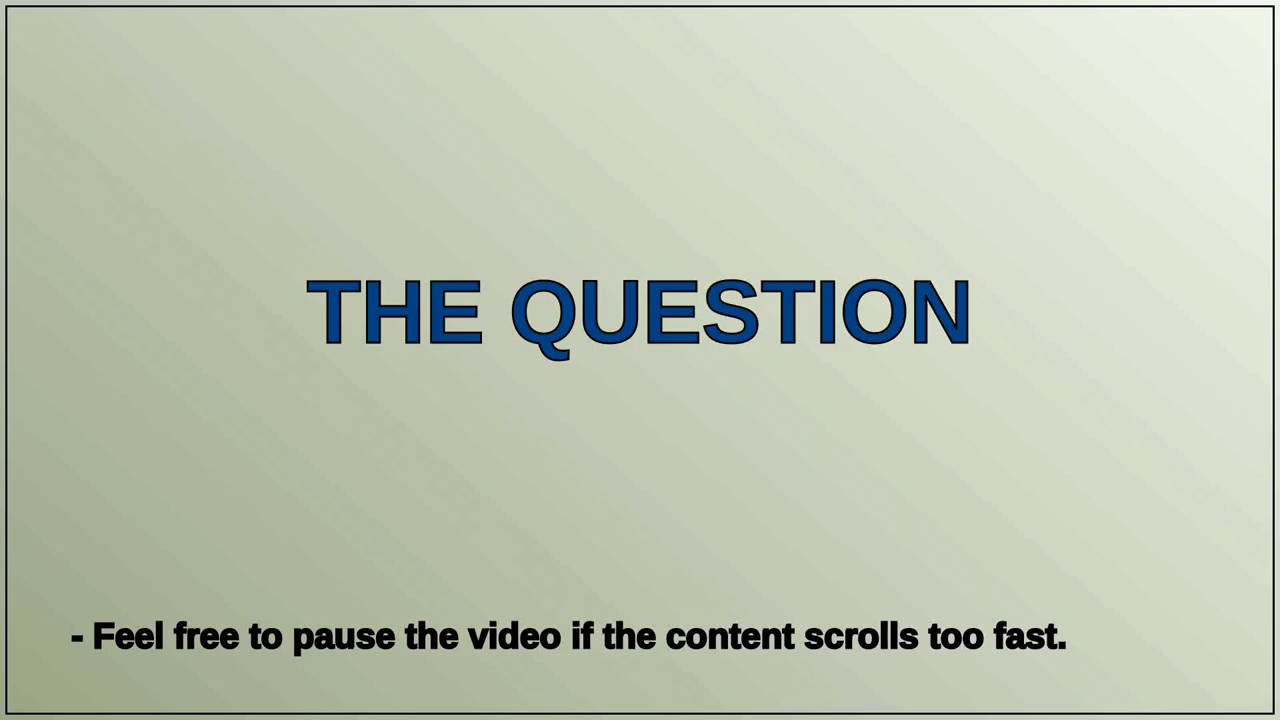 THE QUESTION
- Feel free to pause the video if the content scrolls too fast.